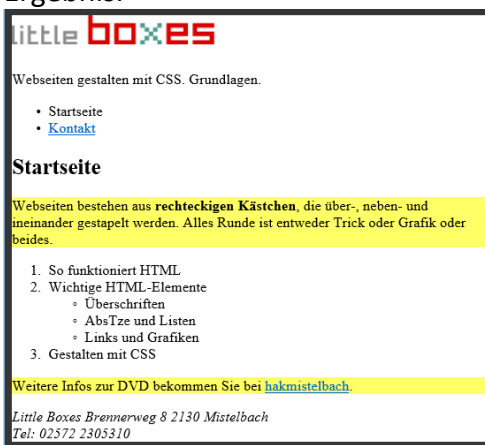 Ergebnis:
little boxes
Webseiten gestalten mit CSS. Grundlagen.
• Startseite
• Kontakt
Startseite
Webseiten bestehen aus rechteckigen Kästchen, die über-, neben- und
ineinander gestapelt werden. Alles Runde ist entweder Trick oder Grafik oder
beides.
1. So funktioniert HTML
2. Wichtige HTML-Elemente
◦ Überschriften
◦ AbsTze und Listen
◦ Links und Grafiken
3. Gestalten mit CSS
Weitere Infos zur DVD bekommen Sie bei hakmistelbach.
Little Boxes Brennerweg 8 2130 Mistelbach
Tel: 02572 2305310